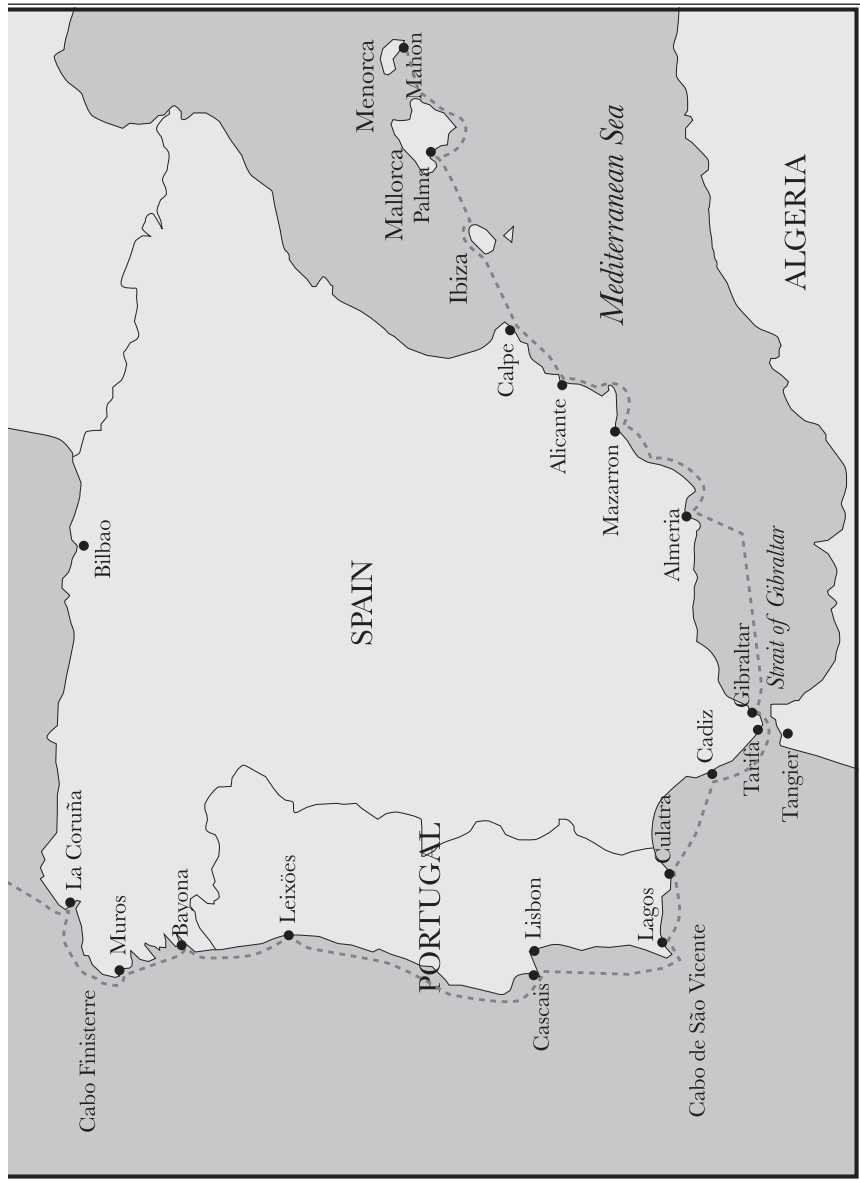 Cabo Finisterre
La Coruña
Muros
Bayona
Leixöes
PORTUGAL
Lisbon
Cascais
Lagos
Culatra
Cabo de São Vicente
Cadiz
Tarifa
Gibraltar
Tangier
Strait of Gibraltar
Bilbao
SPAIN
Almeria
Mazarron
Alicante
Calpe
Ibiza
Mallorca
Palma
Menorca
Mahon
Mediterranean Sea
ALGERIA